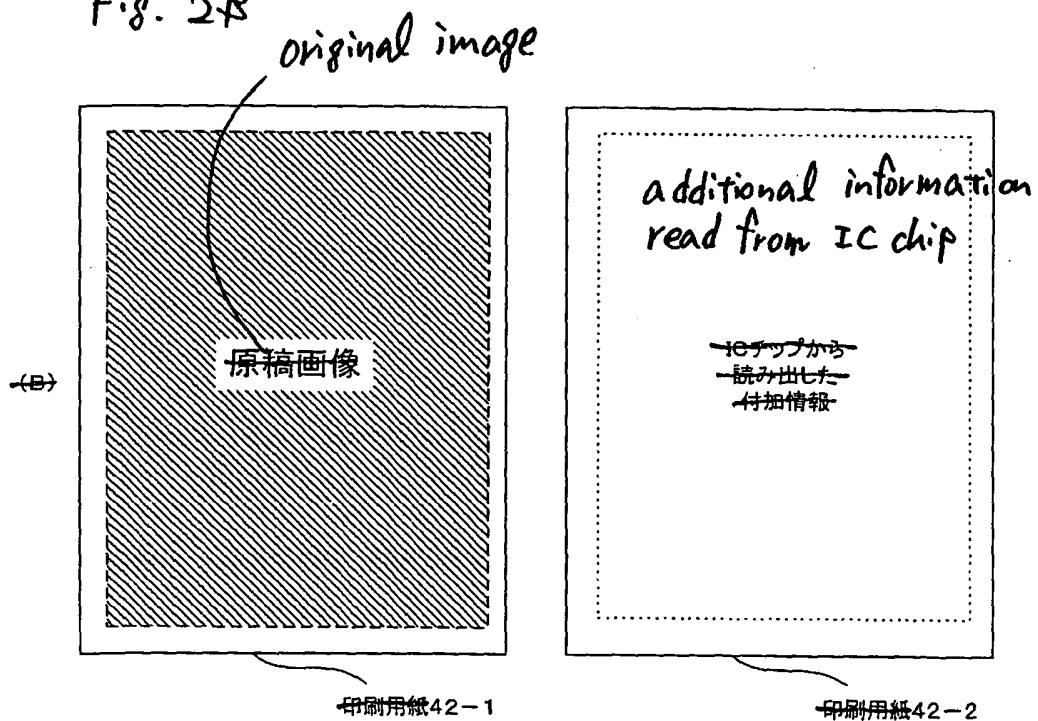 Fig. 2B
original image
additional information
read from IC chip
原稿画像
ICチップから
読み出した
付加情報
(B)
印刷用紙42-1
印刷用紙42-2